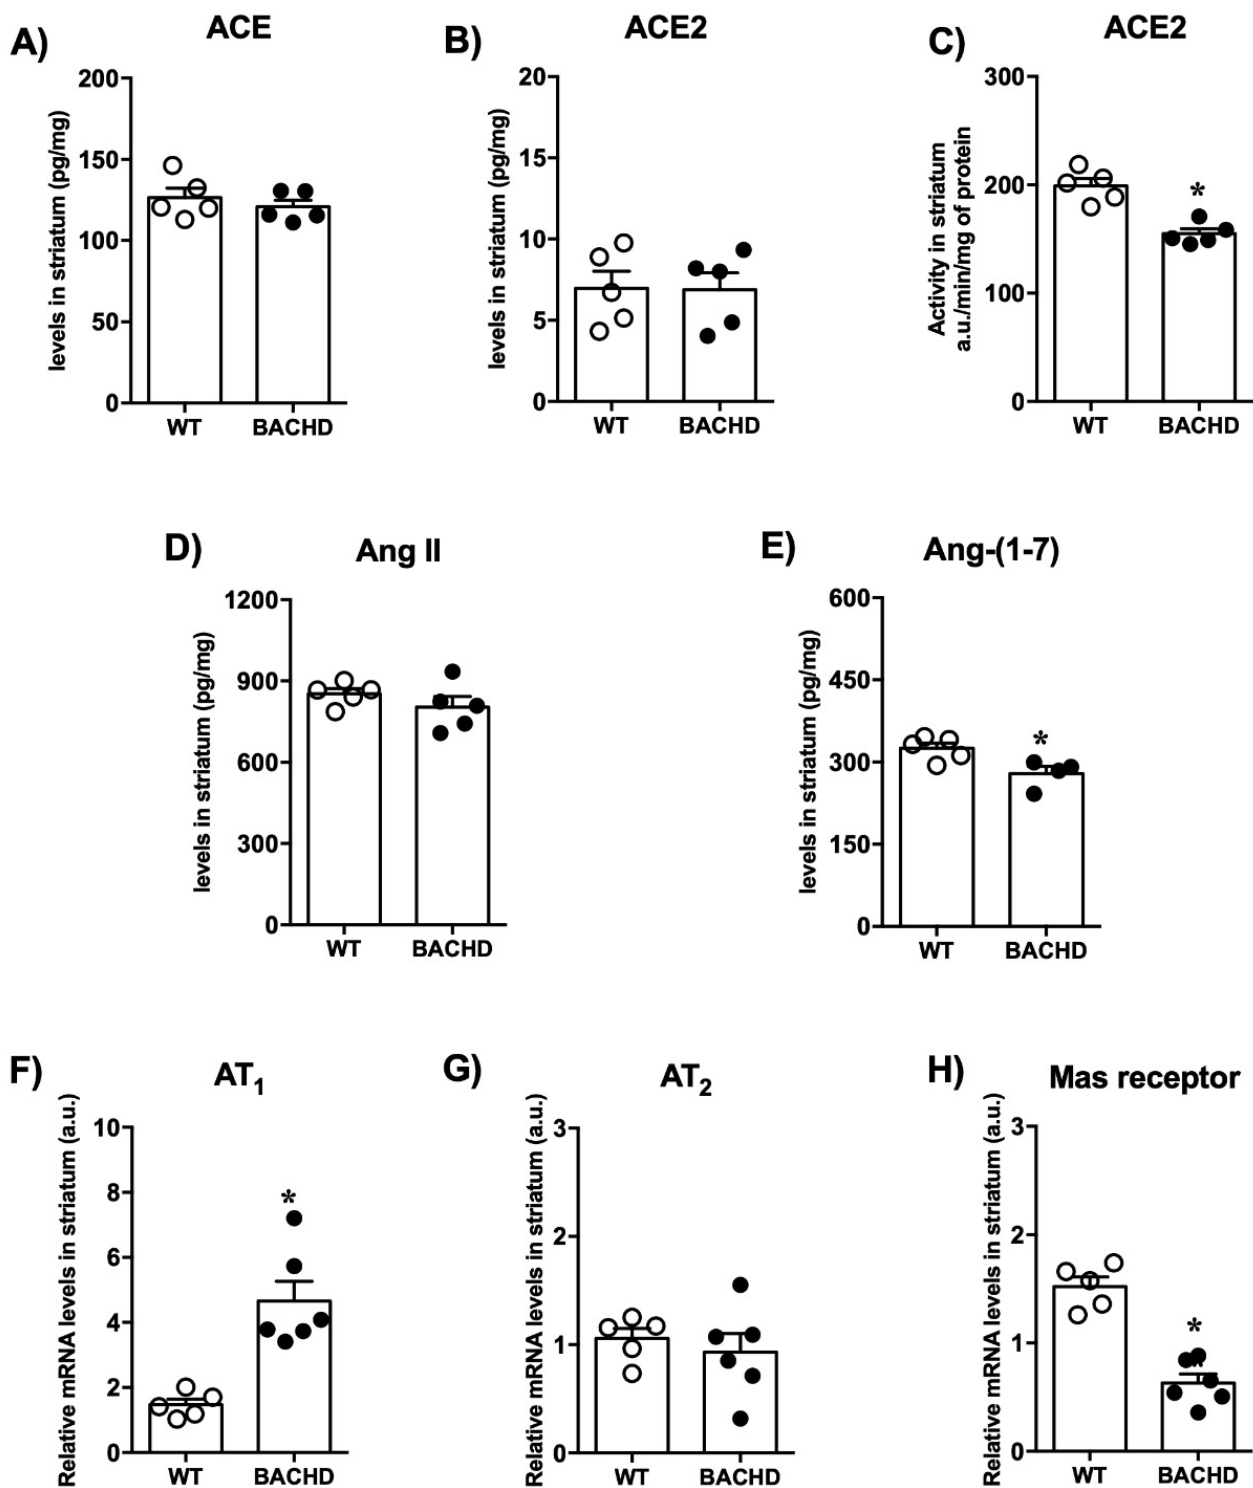 A)
ACE
levels in striatum (pg/mg)
200
150
100
50
0
WT
BACHD
B)
ACE2
levels in striatum (pg/mg)
20
15
10
5
0
WT
BACHD
C)
ACE2
Activity in striatum
a.u./min/mg of protein
300
200
100
0
*
WT
BACHD
D)
Ang II
levels in striatum (pg/mg)
1200
900
600
300
0
WT
BACHD
E)
Ang-(1-7)
levels in striatum (pg/mg)
600
450
300
150
0
*
WT
BACHD
F)
AT₁
Relative mRNA levels in striatum (a.u.)
10
8
6
4
2
0
*
WT
BACHD
G)
AT₂
Relative mRNA levels in striatum (a.u.)
3
2
1
0
WT
BACHD
H)
Mas receptor
Relative mRNA levels in striatum (a.u.)
3
2
1
0
*
WT
BACHD